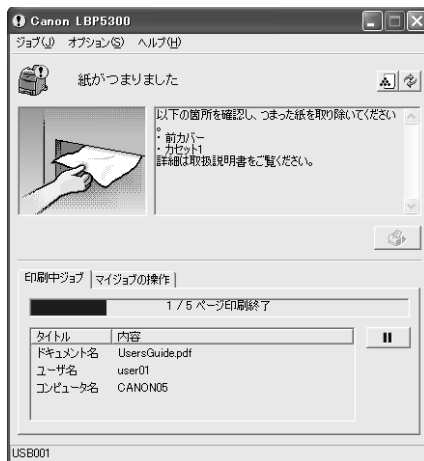 Canon LBP5300
ジョブ(J) オプション(S) ヘルプ(H)
紙がつまりました
以下の箇所を確認し、つまった紙を取り除いてください
。
・前カバー
・カセット1
詳細は取扱説明書をご覧ください。
印刷中ジョブ マイジョブの操作
1 / 5 ページ印刷終了
タイトル 内容
ドキュメント名 UsersGuide.pdf
ユーザ名 user01
コンピュータ名 CANON05
USB001